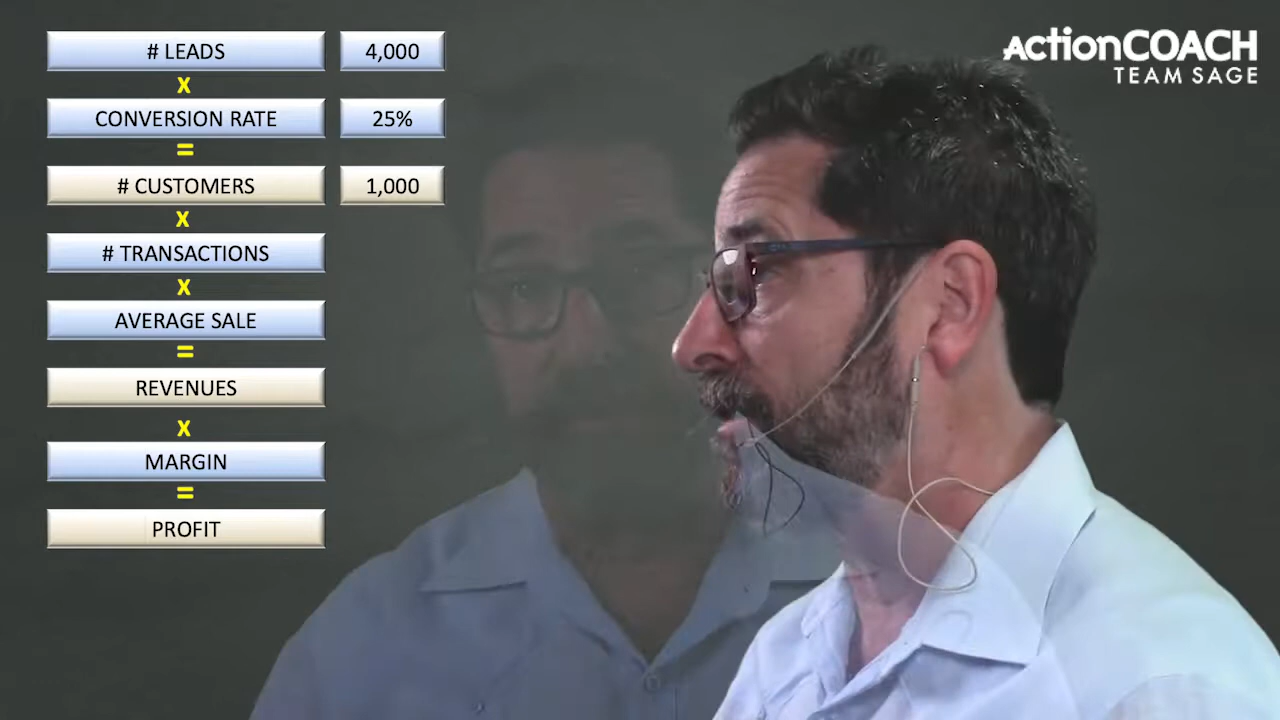 # LEADS 4,000
X
CONVERSION RATE 25%
=
# CUSTOMERS 1,000
X
# TRANSACTIONS
X
AVERAGE SALE
=
REVENUES
X
MARGIN
=
PROFIT
ActionCOACH
TEAM SAGE